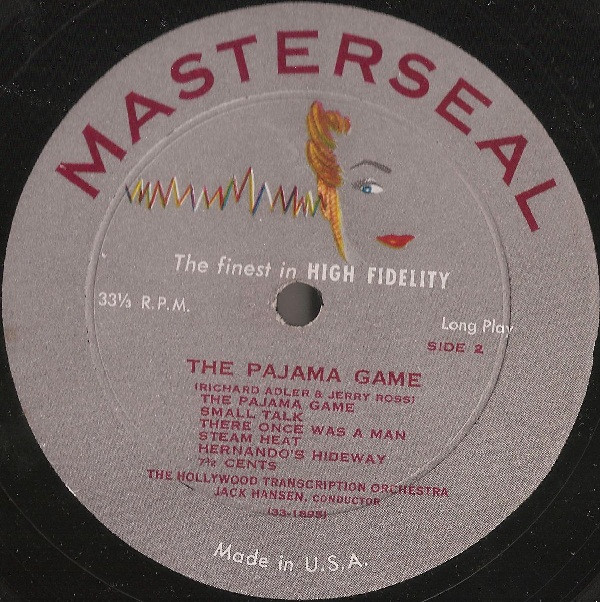 MASTERSEAL
The finest in HIGH FIDELITY
33⅓ R.P.M.
Long Play
SIDE 2
THE PAJAMA GAME
(RICHARD ADLER & JERRY ROSS)
THE PAJAMA GAME
SMALL TALK
THERE ONCE WAS A MAN
STEAM HEAT
HERNANDO'S HIDEWAY
7½ CENTS
THE HOLLYWOOD TRANSCRIPTION ORCHESTRA
JACK HANSEN, CONDUCTOR
(33-1895)
Made in U.S.A.